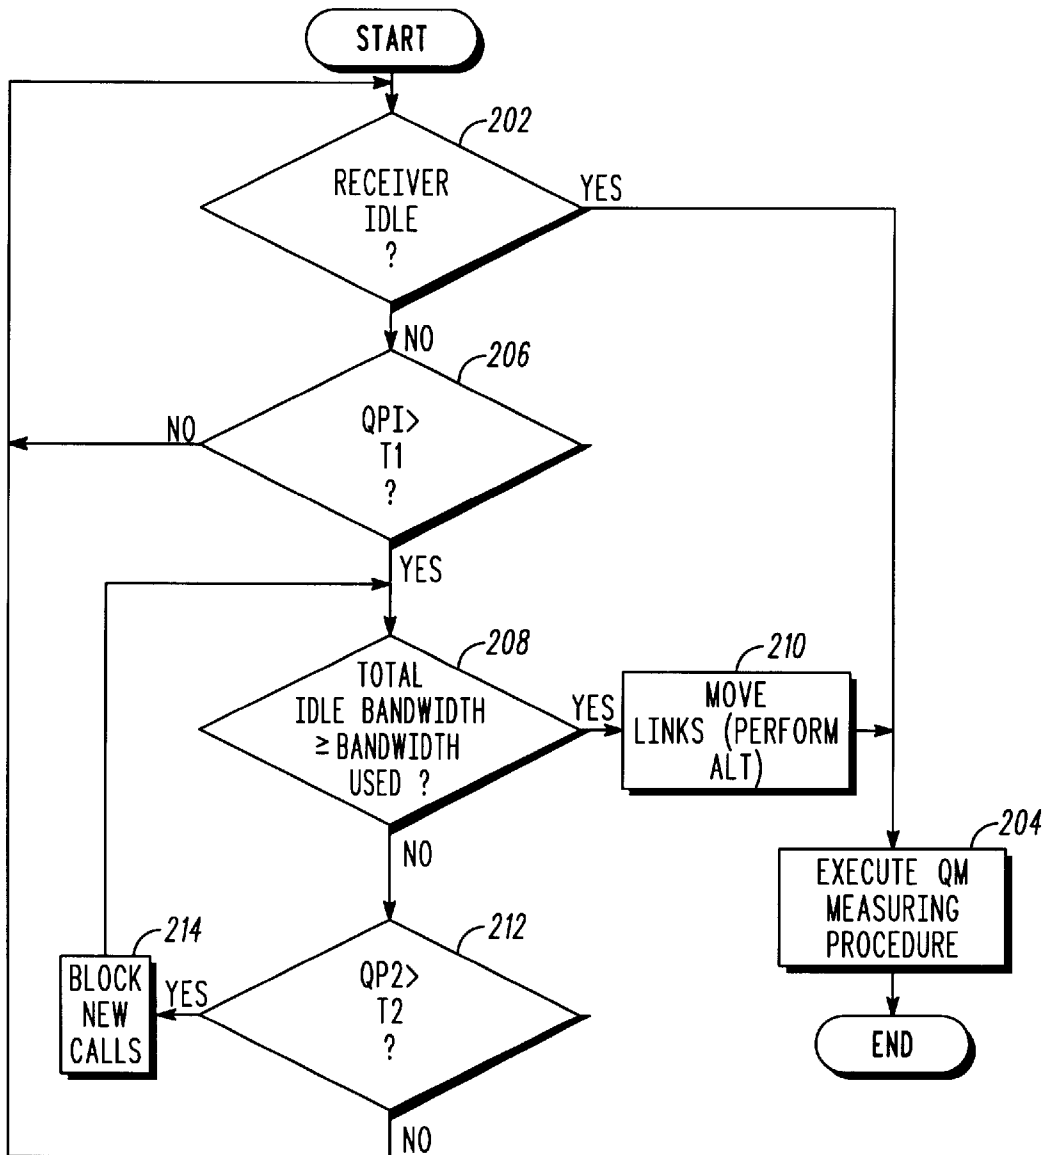 START
202
RECEIVER
IDLE
?
YES
NO
206
QPI>
T1
?
NO
YES
208
TOTAL
IDLE BANDWIDTH
≥BANDWIDTH
USED ?
YES
210
MOVE
LINKS (PERFORM
ALT)
NO
204
EXECUTE QM
MEASURING
PROCEDURE
212
QP2>
T2
?
YES
214
BLOCK
NEW
CALLS
END
NO